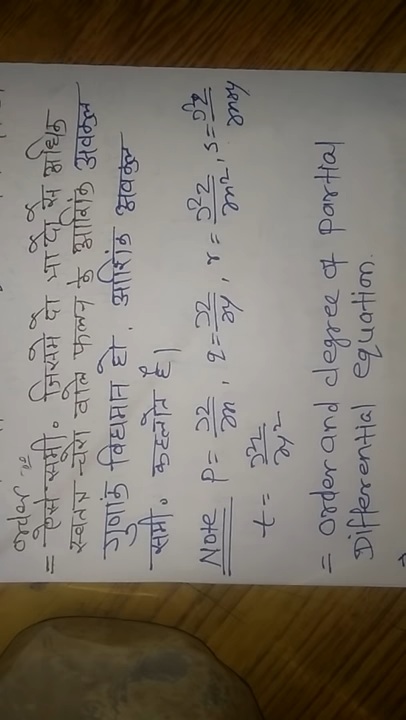 order
= ऐसे समी० जिसमें दो या दो से अधिक
स्वतंत्र चरो वाले फलन के आंशिक अवकल
गुणांक विद्यमान हो . आंशिक अवकल
समी० कहलाते है।
Note P = ∂z/∂x , q = ∂z/∂y , r = ∂²z/∂x² , s = ∂²z/∂x∂y
t = ∂²z/∂y²
= order and degree of partial
Differential equation.